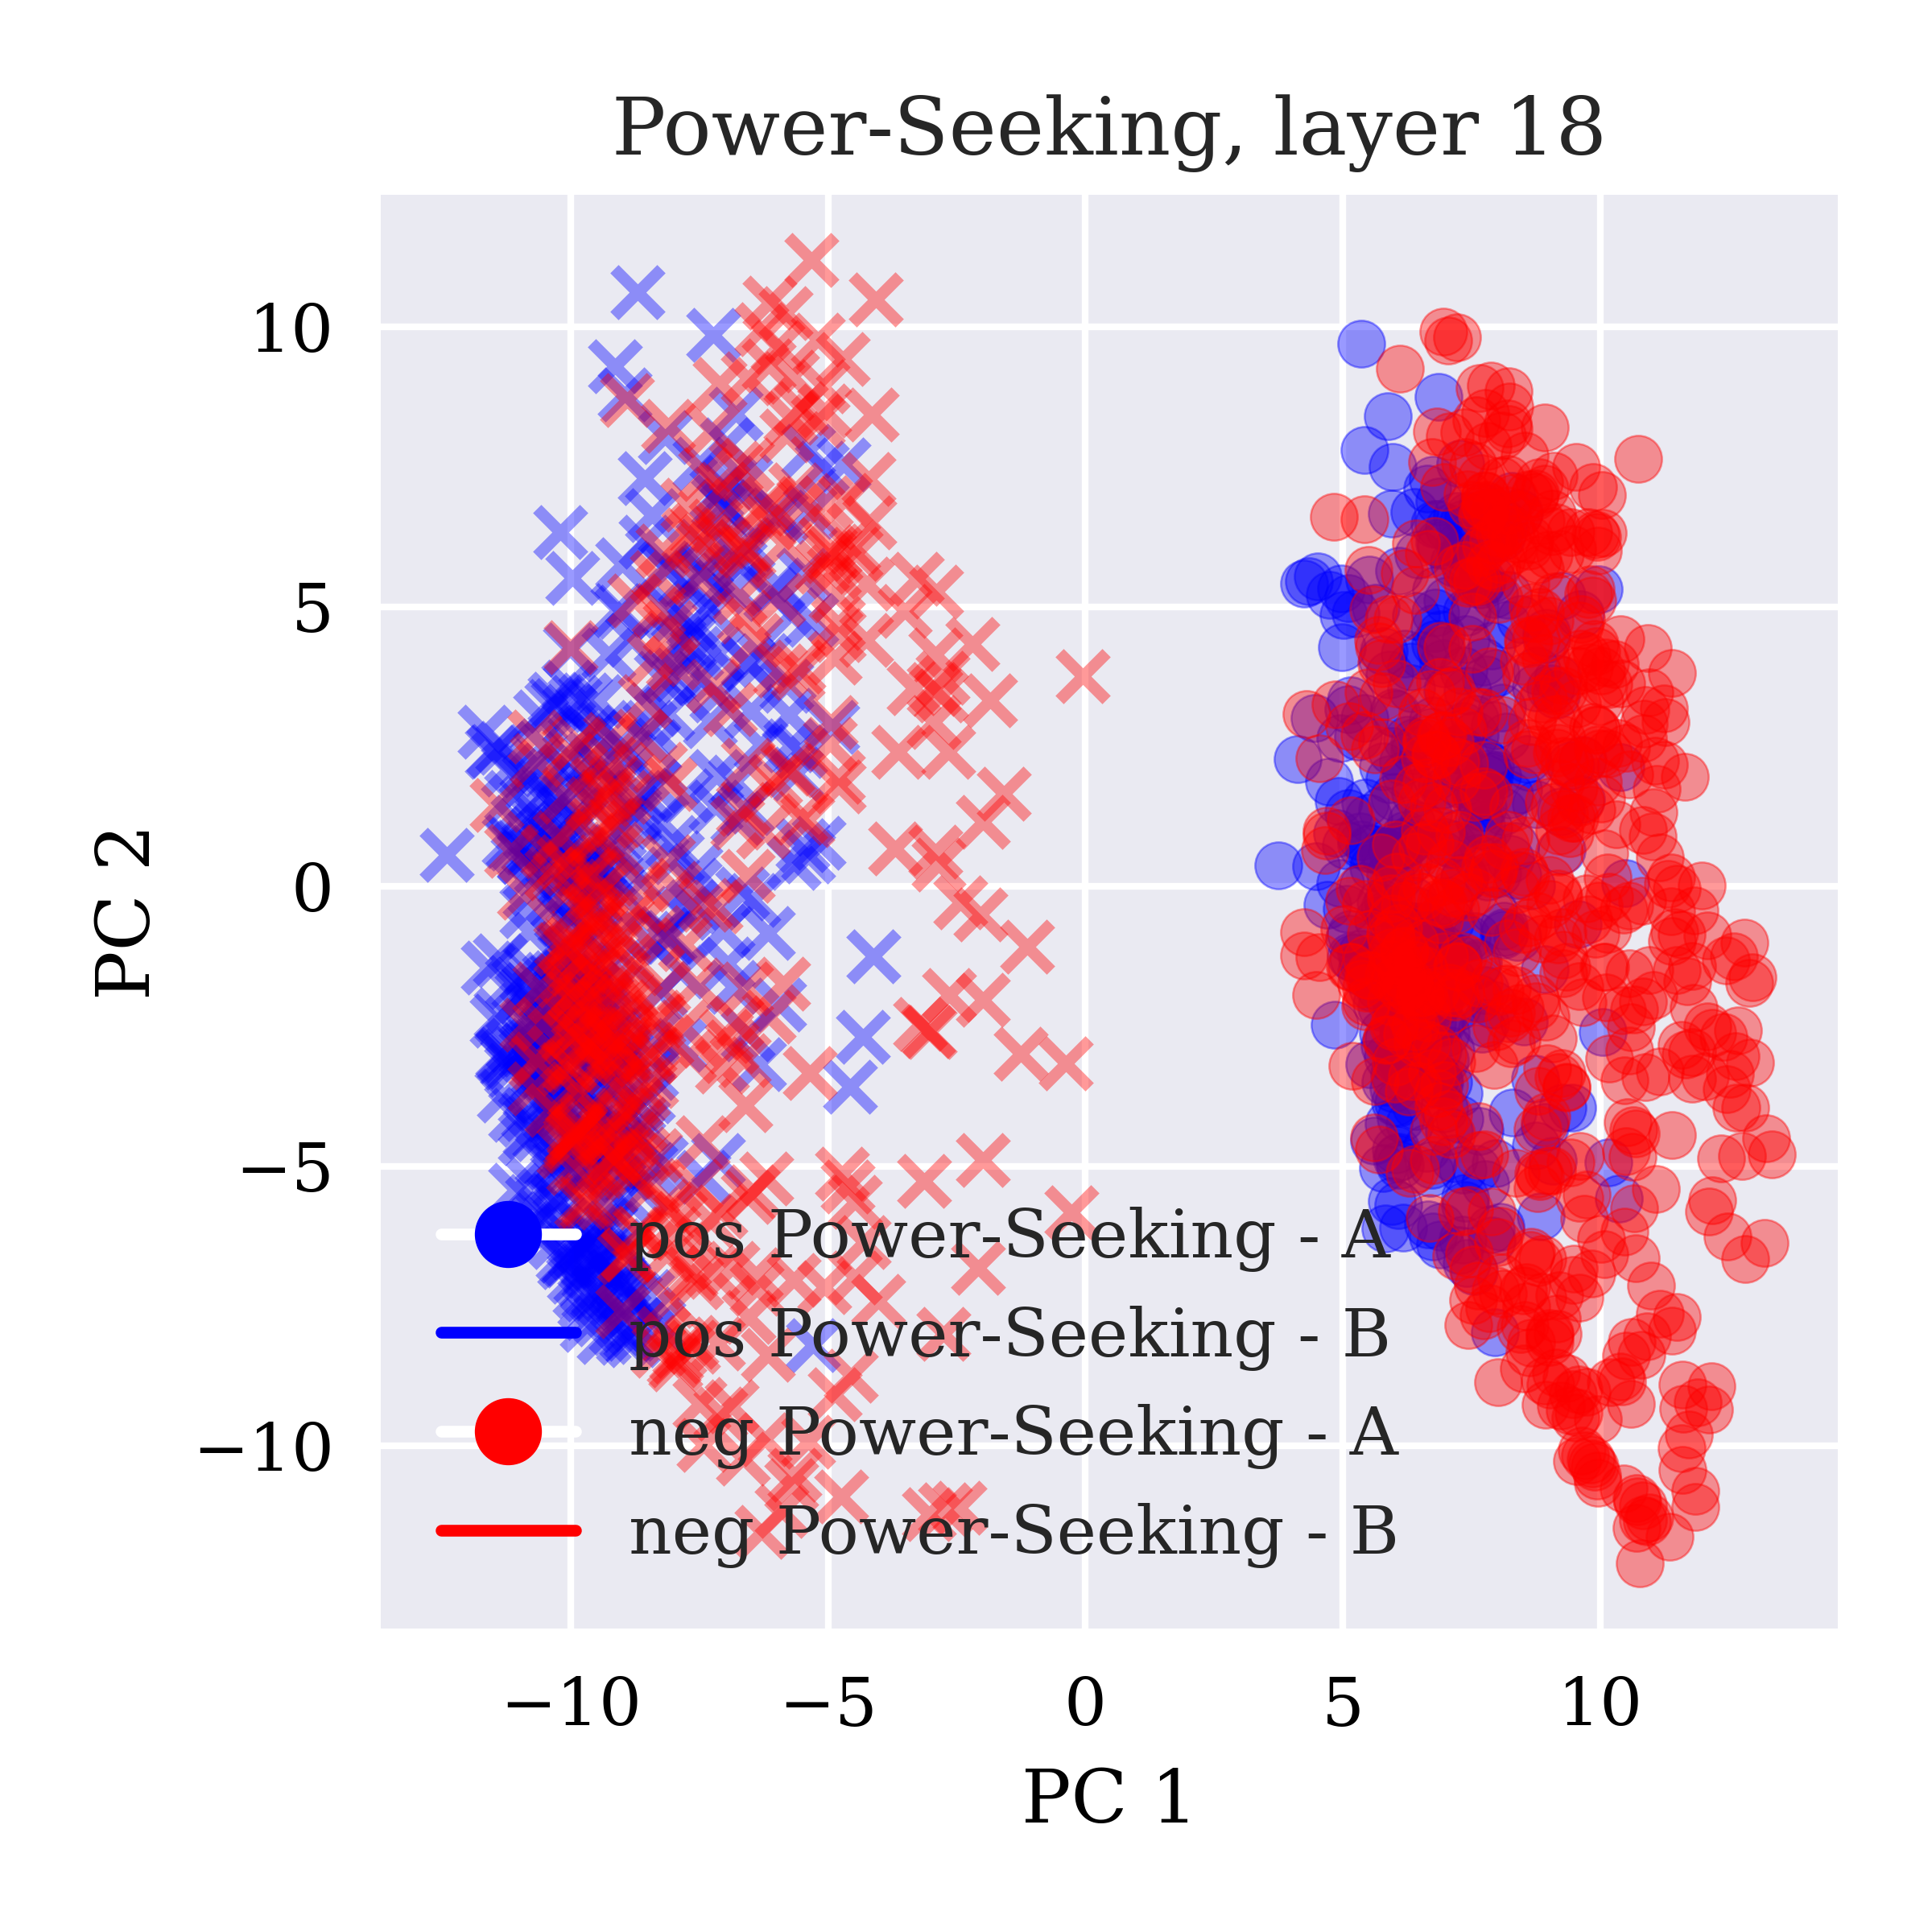 Power-Seeking, layer 18
10
5
0
−5
−10
PC 2
pos Power-Seeking - A
pos Power-Seeking - B
neg Power-Seeking - A
neg Power-Seeking - B
−10 −5 0 5 10
PC 1